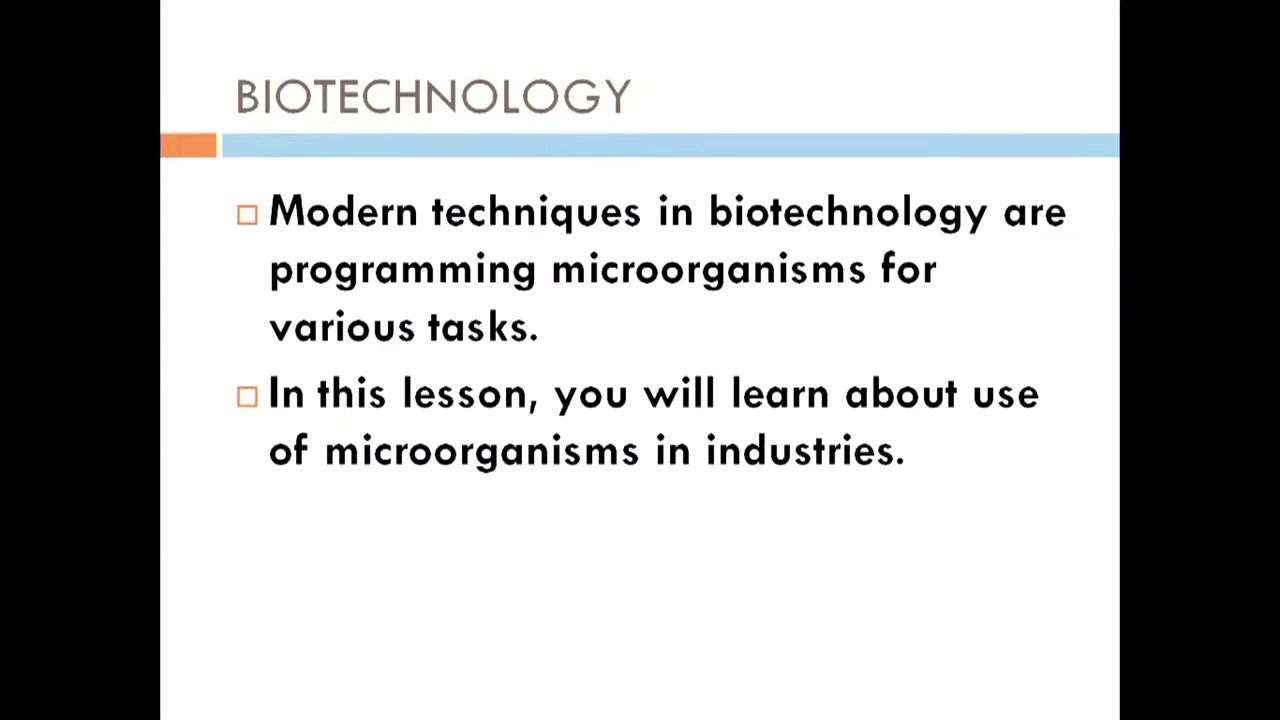 BIOTECHNOLOGY
Modern techniques in biotechnology are
programming microorganisms for
various tasks.
In this lesson, you will learn about use
of microorganisms in industries.